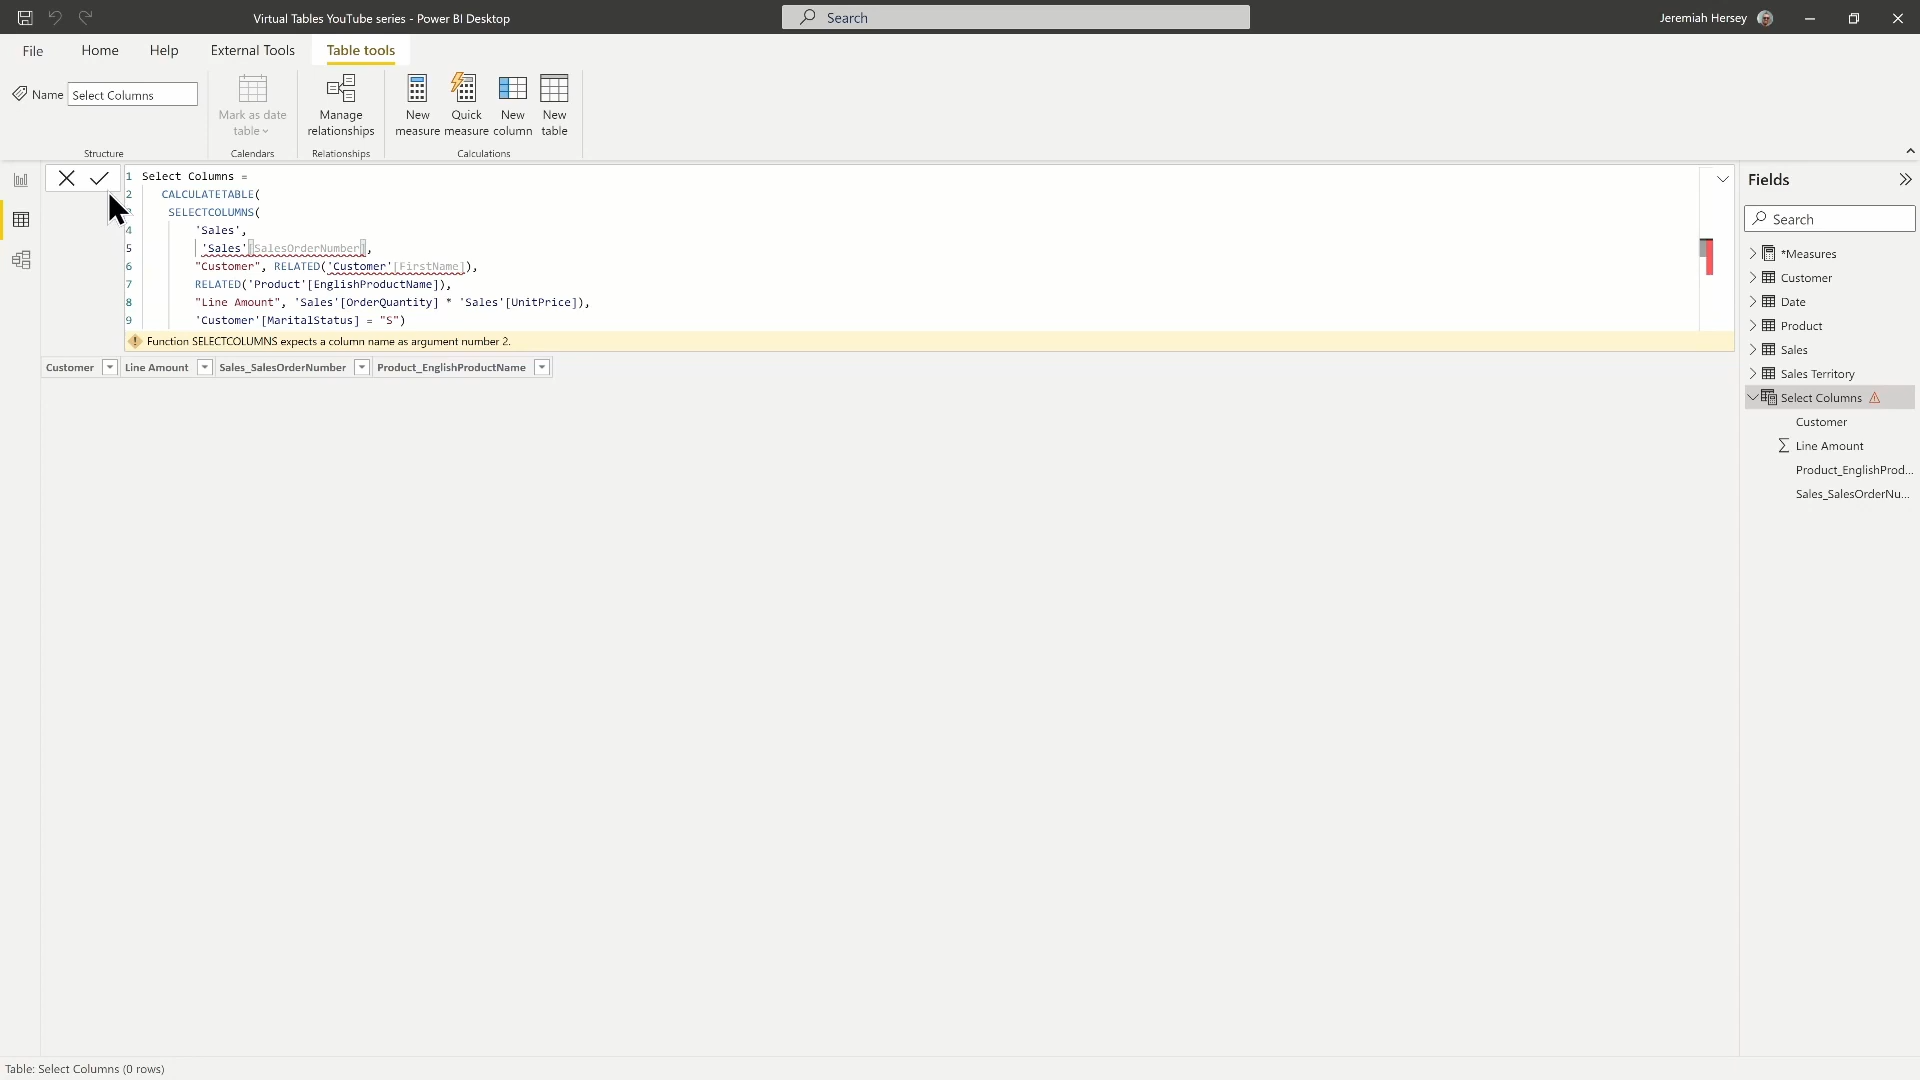 Virtual Tables YouTube series - Power BI Desktop
Search
Jeremiah Hersey
File
Home
Help
External Tools
Table tools
Name
Select Columns
Mark as date
table
Manage
relationships
New
measure
Quick
measure
New
column
New
table
Structure
Calendars
Relationships
Calculations
1 Select Columns =
2 CALCULATETABLE(
SELECTCOLUMNS(
4 'Sales',
5 'Sales'[SalesOrderNumber],
6 "Customer", RELATED('Customer'[FirstName]),
7 RELATED('Product'[EnglishProductName]),
8 "Line Amount", 'Sales'[OrderQuantity] * 'Sales'[UnitPrice]),
9 'Customer'[MaritalStatus] = "S")
Function SELECTCOLUMNS expects a column name as argument number 2.
Customer
Line Amount
Sales_SalesOrderNumber
Product_EnglishProductName
Fields
Search
*Measures
Customer
Date
Product
Sales
Sales Territory
Select Columns
Customer
Line Amount
Product_EnglishProd...
Sales_SalesOrderNu...
Table: Select Columns (0 rows)